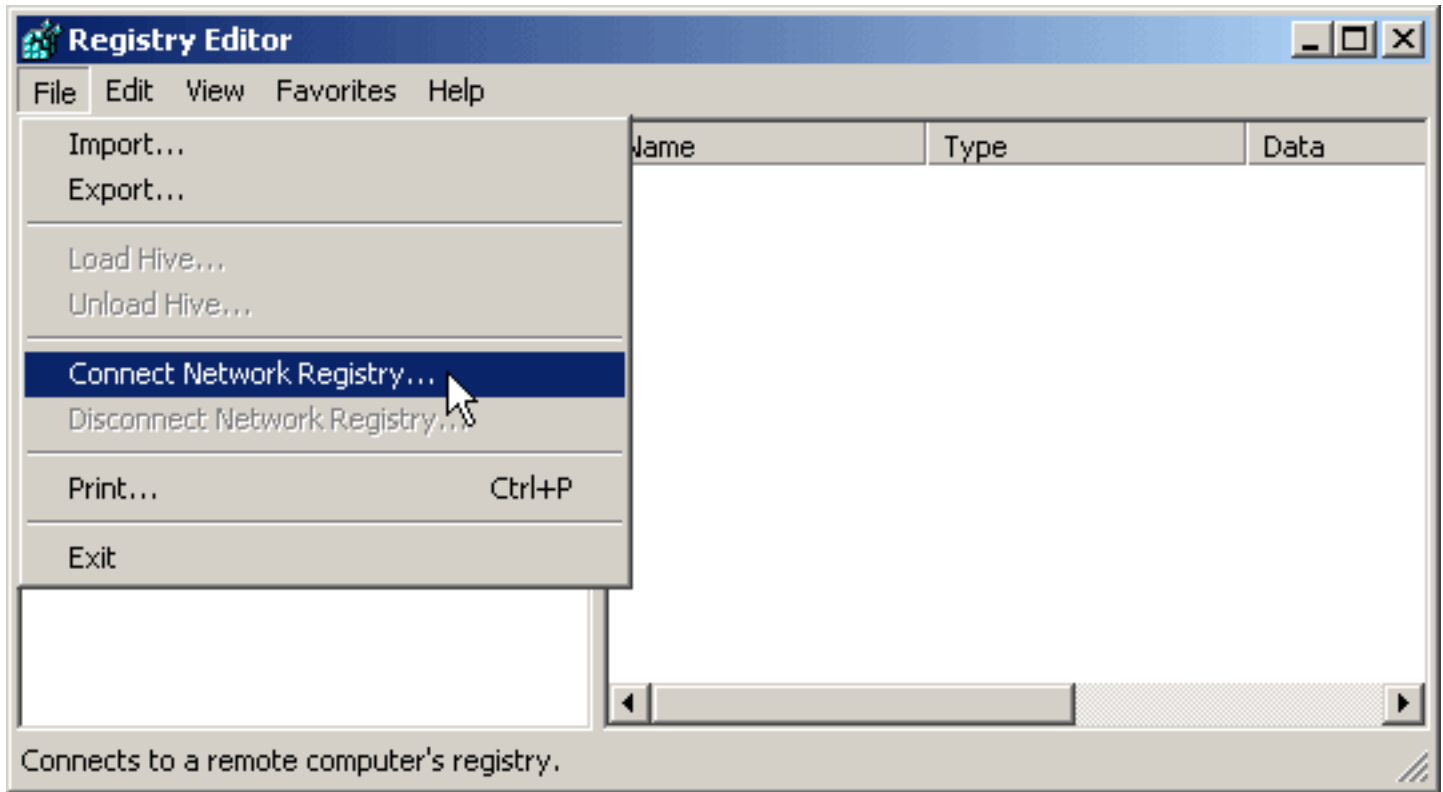 Registry Editor
File Edit View Favorites Help
Import...
Export...
Load Hive...
Unload Hive...
Connect Network Registry...
Disconnect Network Registry...
Print... Ctrl+P
Exit
Name Type Data
Connects to a remote computer's registry.